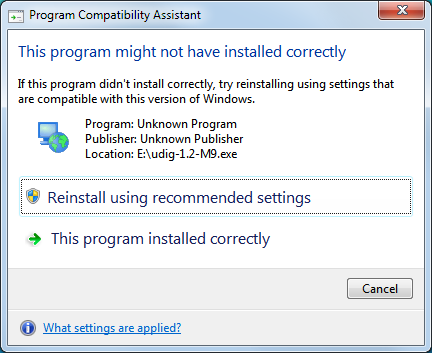 Program Compatibility Assistant
This program might not have installed correctly
If this program didn't install correctly, try reinstalling using settings that
are compatible with this version of Windows.
Program: Unknown Program
Publisher: Unknown Publisher
Location: E:\udig-1.2-M9.exe
Reinstall using recommended settings
This program installed correctly
Cancel
What settings are applied?